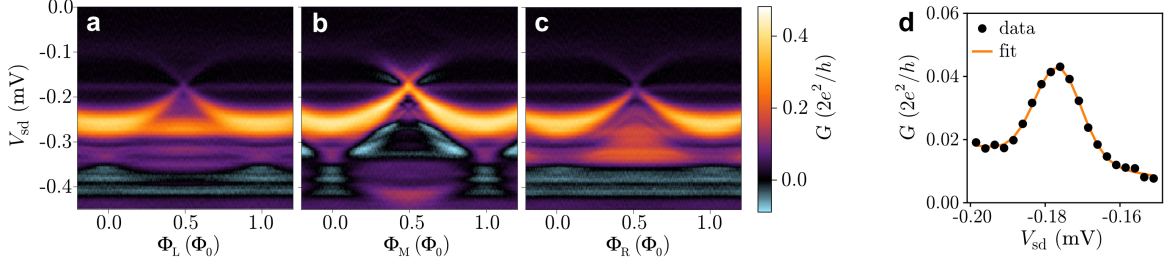 a
b
c
d
V_sd (mV)
0.0
-0.1
-0.2
-0.3
-0.4
0.0 0.5 1.0
Φ_L (Φ_0)
0.0 0.5 1.0
Φ_M (Φ_0)
0.0 0.5 1.0
Φ_R (Φ_0)
0.4
0.2
0.0
G (2e²/h)
G (2e²/h)
0.06
0.04
0.02
0.00
data
fit
-0.20 -0.18 -0.16
V_sd (mV)